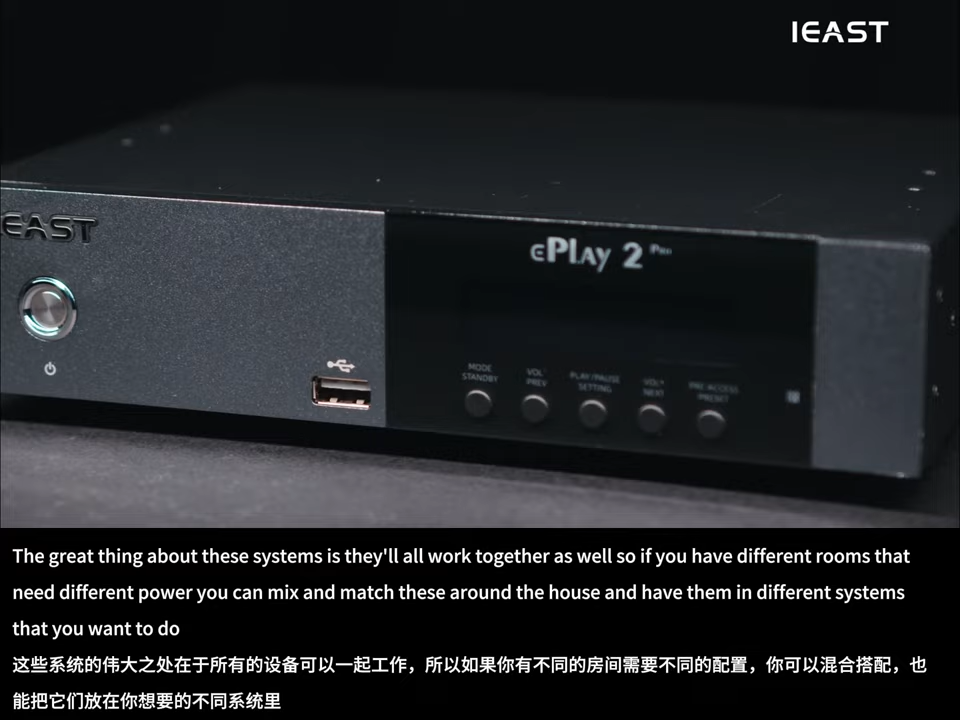 IEAST
EAST
ePlay 2 Pro
MODE
STANDBY
VOL-
PREV
PLAY/PAUSE
SETTING
VOL+
NEXT
PRE ACCESS
PRESET
The great thing about these systems is they'll all work together as well so if you have different rooms that
need different power you can mix and match these around the house and have them in different systems
that you want to do
这些系统的伟大之处在于所有的设备可以一起工作，所以如果你有不同的房间需要不同的配置，你可以混合搭配，也
能把它们放在你想要的不同系统里